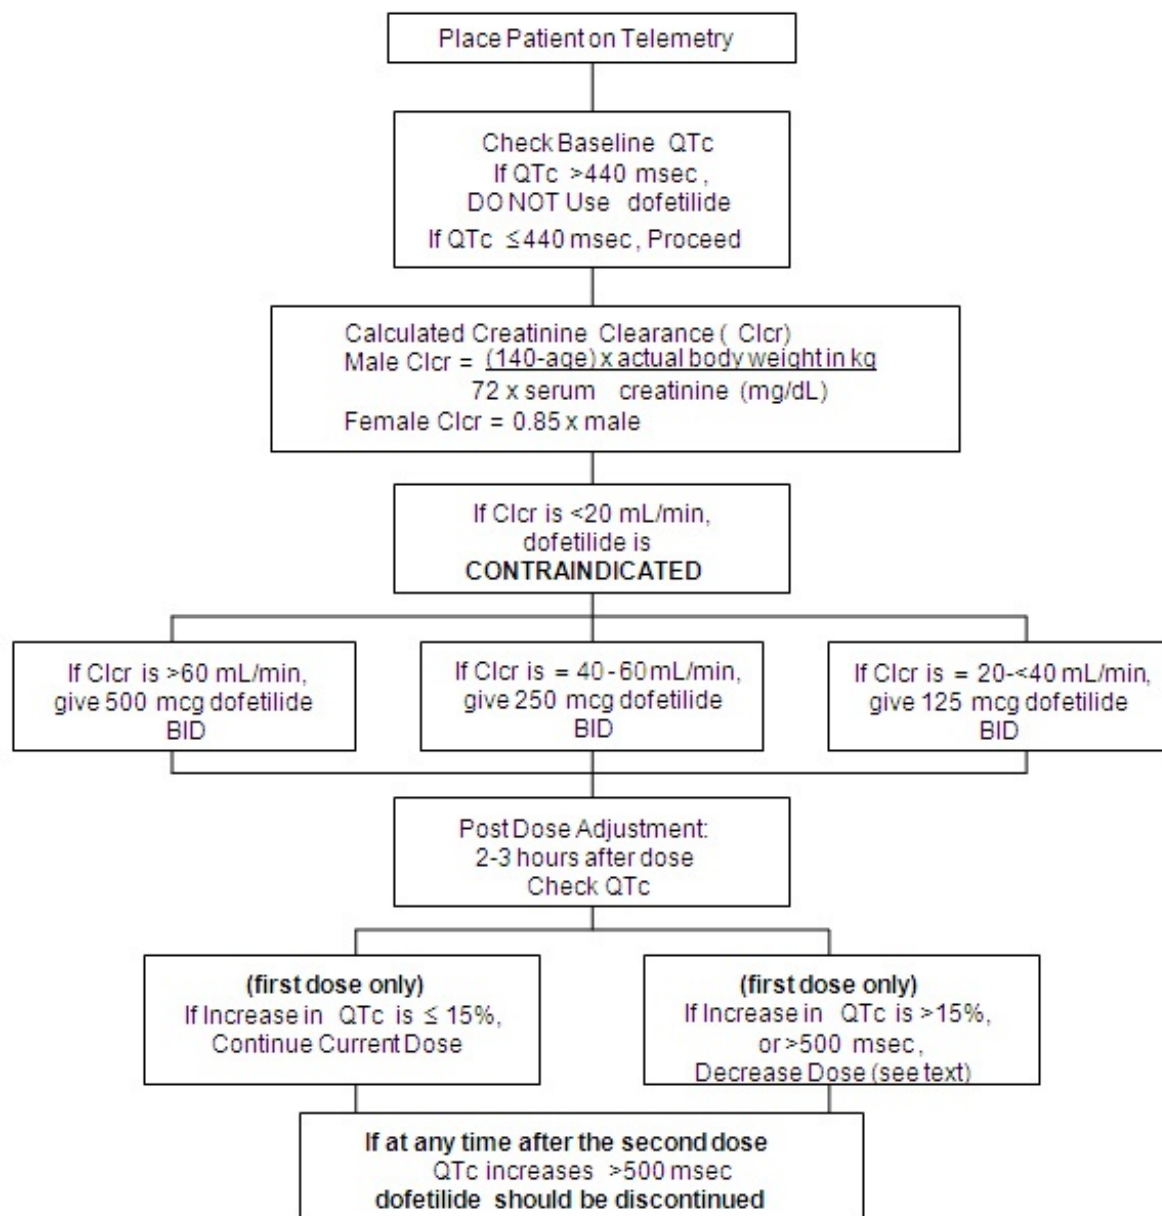 Place Patient on Telemetry
Check Baseline QTc
If QTc >440 msec,
DO NOT Use dofetilide
If QTc ≤440 msec, Proceed
Calculated Creatinine Clearance ( Clcr)
Male Clcr = (140-age) x actual body weight in kg
72 x serum creatinine (mg/dL)
Female Clcr = 0.85 x male
If Clcr is <20 mL/min,
dofetilide is
CONTRAINDICATED
If Clcr is >60 mL/min,
give 500 mcg dofetilide
BID
If Clcr is = 40-60 mL/min,
give 250 mcg dofetilide
BID
If Clcr is = 20-<40 mL/min,
give 125 mcg dofetilide
BID
Post Dose Adjustment:
2-3 hours after dose
Check QTc
(first dose only)
If Increase in QTc is ≤ 15%,
Continue Current Dose
(first dose only)
If Increase in QTc is >15%,
or >500 msec,
Decrease Dose (see text)
If at any time after the second dose
QTc increases >500 msec
dofetilide should be discontinued